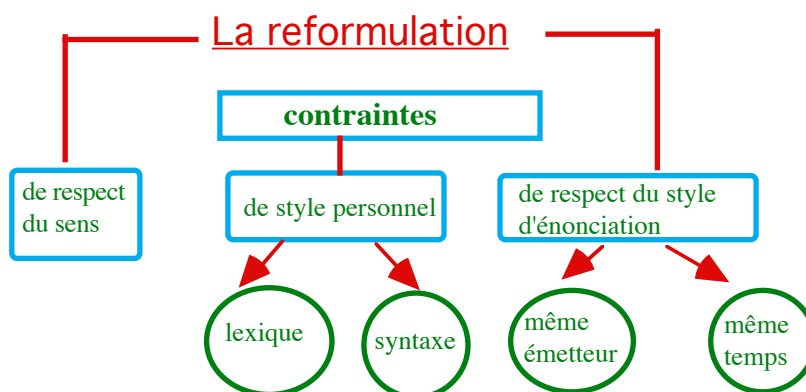 La reformulation
contraintes
de respect
du sens
de style personnel
de respect du style
d'énonciation
lexique
syntaxe
même
émetteur
même
temps